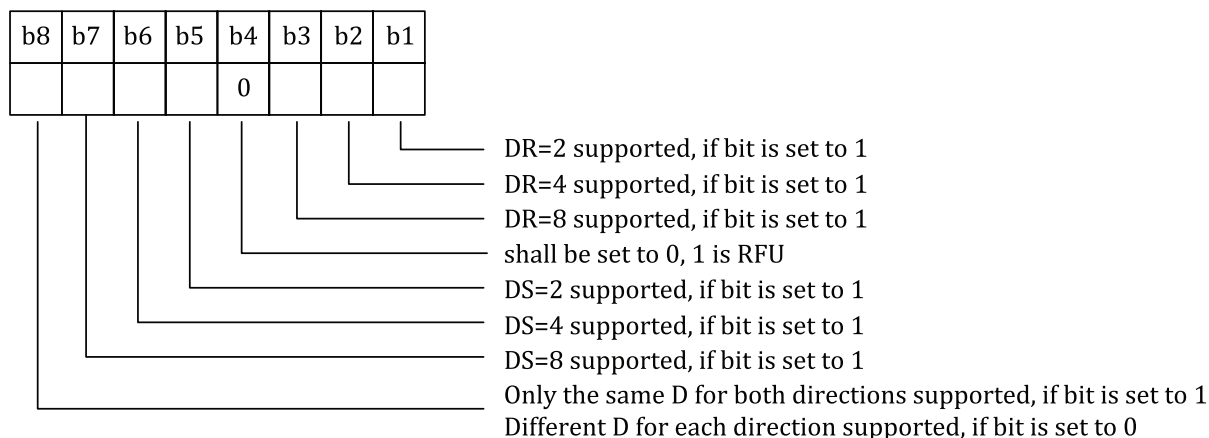 b8 b7 b6 b5 b4 b3 b2 b1
0
DR=2 supported, if bit is set to 1
DR=4 supported, if bit is set to 1
DR=8 supported, if bit is set to 1
shall be set to 0, 1 is RFU
DS=2 supported, if bit is set to 1
DS=4 supported, if bit is set to 1
DS=8 supported, if bit is set to 1
Only the same D for both directions supported, if bit is set to 1
Different D for each direction supported, if bit is set to 0